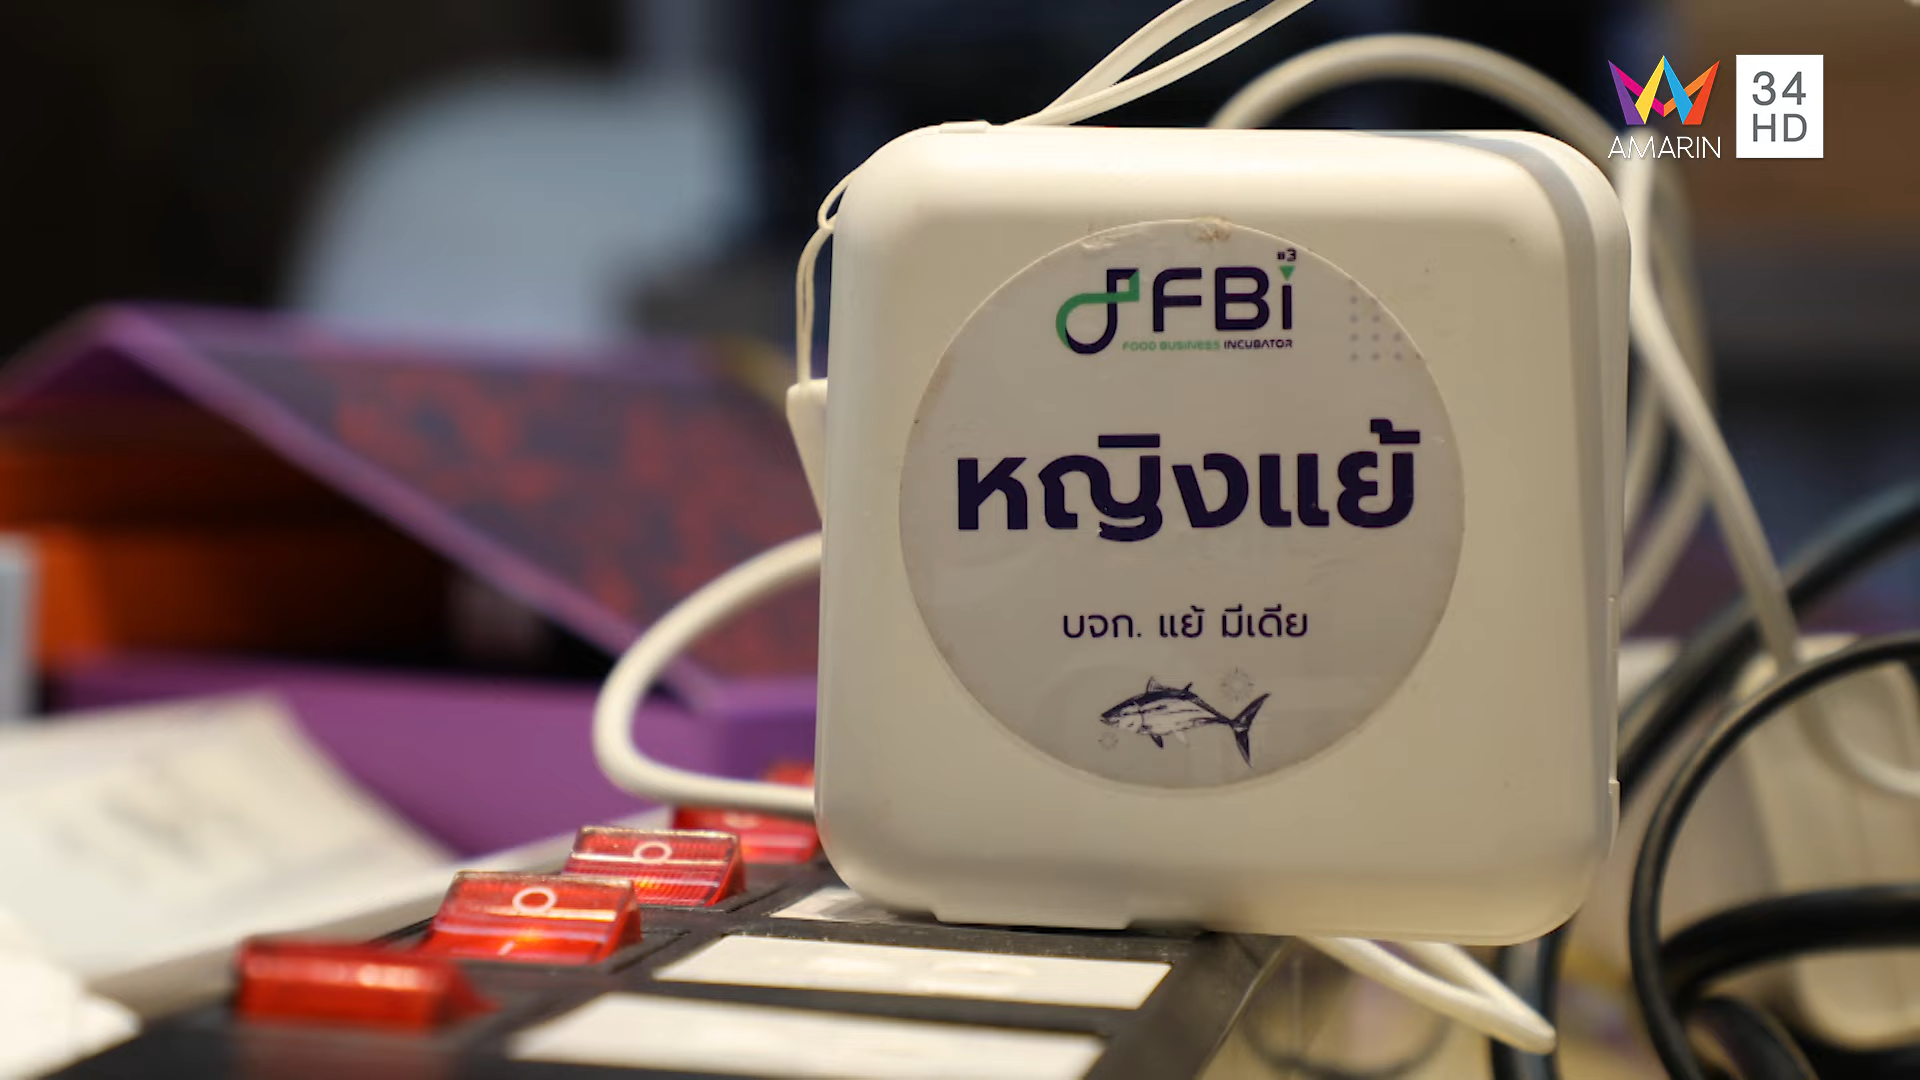 AMARIN
34
HD
FBi #3
FOOD BUSINESS INCUBATOR
หญิงแย้
บจก. แย้ มีเดีย